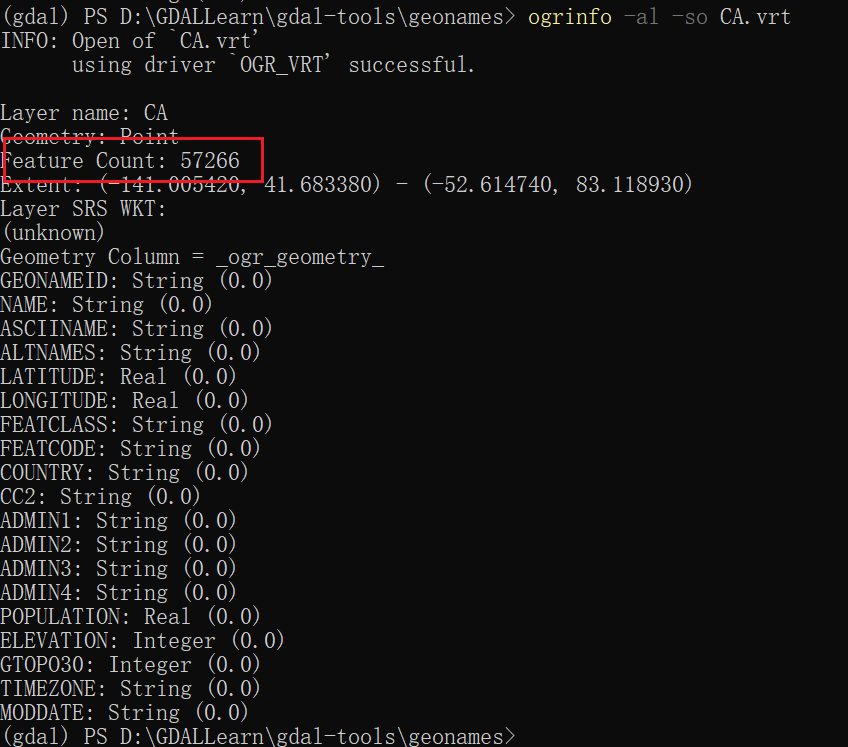 (gdal) PS D:\GDALLearn\gdal-tools\geonames> ogrinfo -al -so CA.vrt
INFO: Open of `CA.vrt'
using driver `OGR_VRT' successful.
Layer name: CA
Geometry: Point
Feature Count: 57266
Extent: (-141.005420, 41.683380) - (-52.614740, 83.118930)
Layer SRS WKT:
(unknown)
Geometry Column = _ogr_geometry_
GEONAMEID: String (0.0)
NAME: String (0.0)
ASCIINAME: String (0.0)
ALTNAMES: String (0.0)
LATITUDE: Real (0.0)
LONGITUDE: Real (0.0)
FEATCLASS: String (0.0)
FEATCODE: String (0.0)
COUNTRY: String (0.0)
CC2: String (0.0)
ADMIN1: String (0.0)
ADMIN2: String (0.0)
ADMIN3: String (0.0)
ADMIN4: String (0.0)
POPULATION: Real (0.0)
ELEVATION: Integer (0.0)
GTOPO30: Integer (0.0)
TIMEZONE: String (0.0)
MODDATE: String (0.0)
(gdal) PS D:\GDALLearn\gdal-tools\geonames>